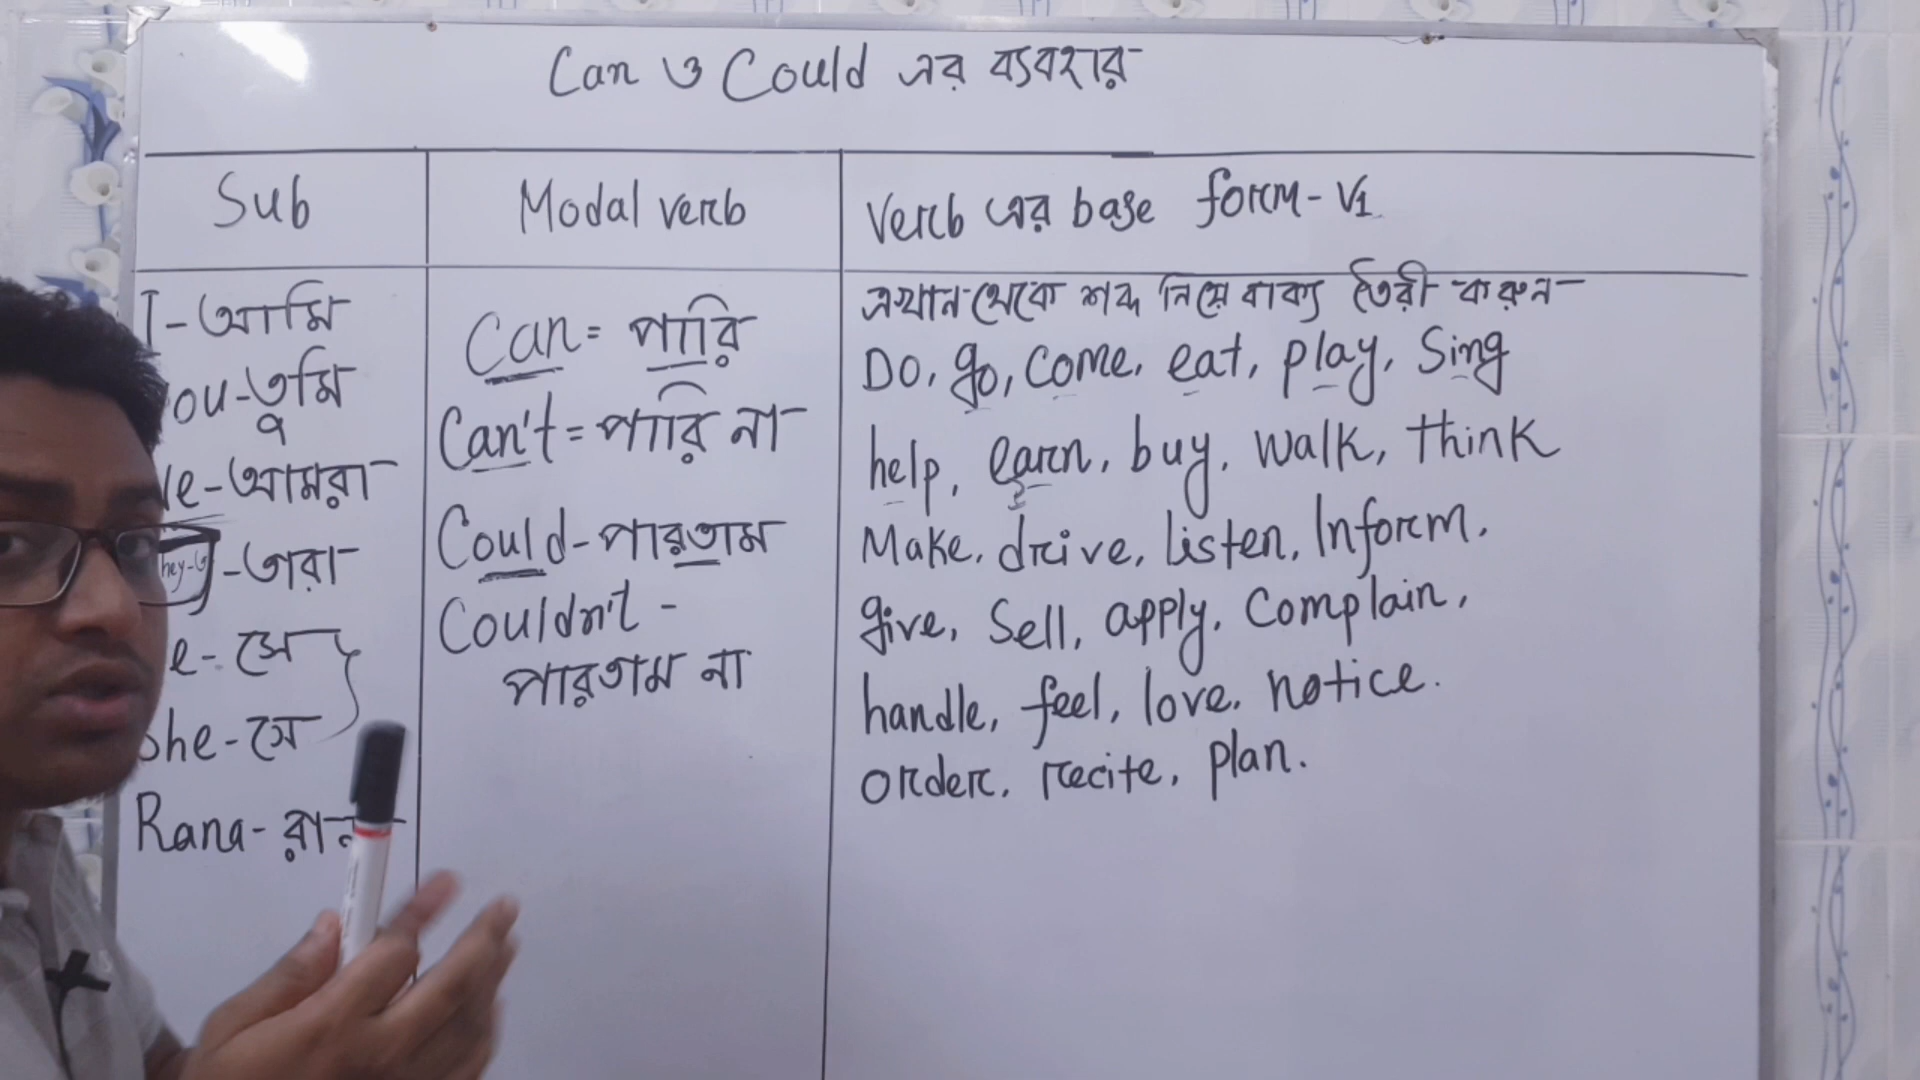 Can ও Could এর ব্যবহার
Sub
Modal verb
Verb এর base form - V1
I - আমি
ou - তুমি
e - আমরা
hey - তারা
e - সে
She - সে
Rana - রান
Can = পারি
Can't = পারি না
Could - পারতাম
Couldn't -
পারতাম না
এখান থেকে শব্দ নিয়ে বাক্য তৈরী করুন
Do, go, come, eat, play, Sing
help, earn, buy, walk, think
Make, drive, Listen, Inform,
give, Sell, apply, Complain,
handle, feel, love, notice.
order, recite, plan.